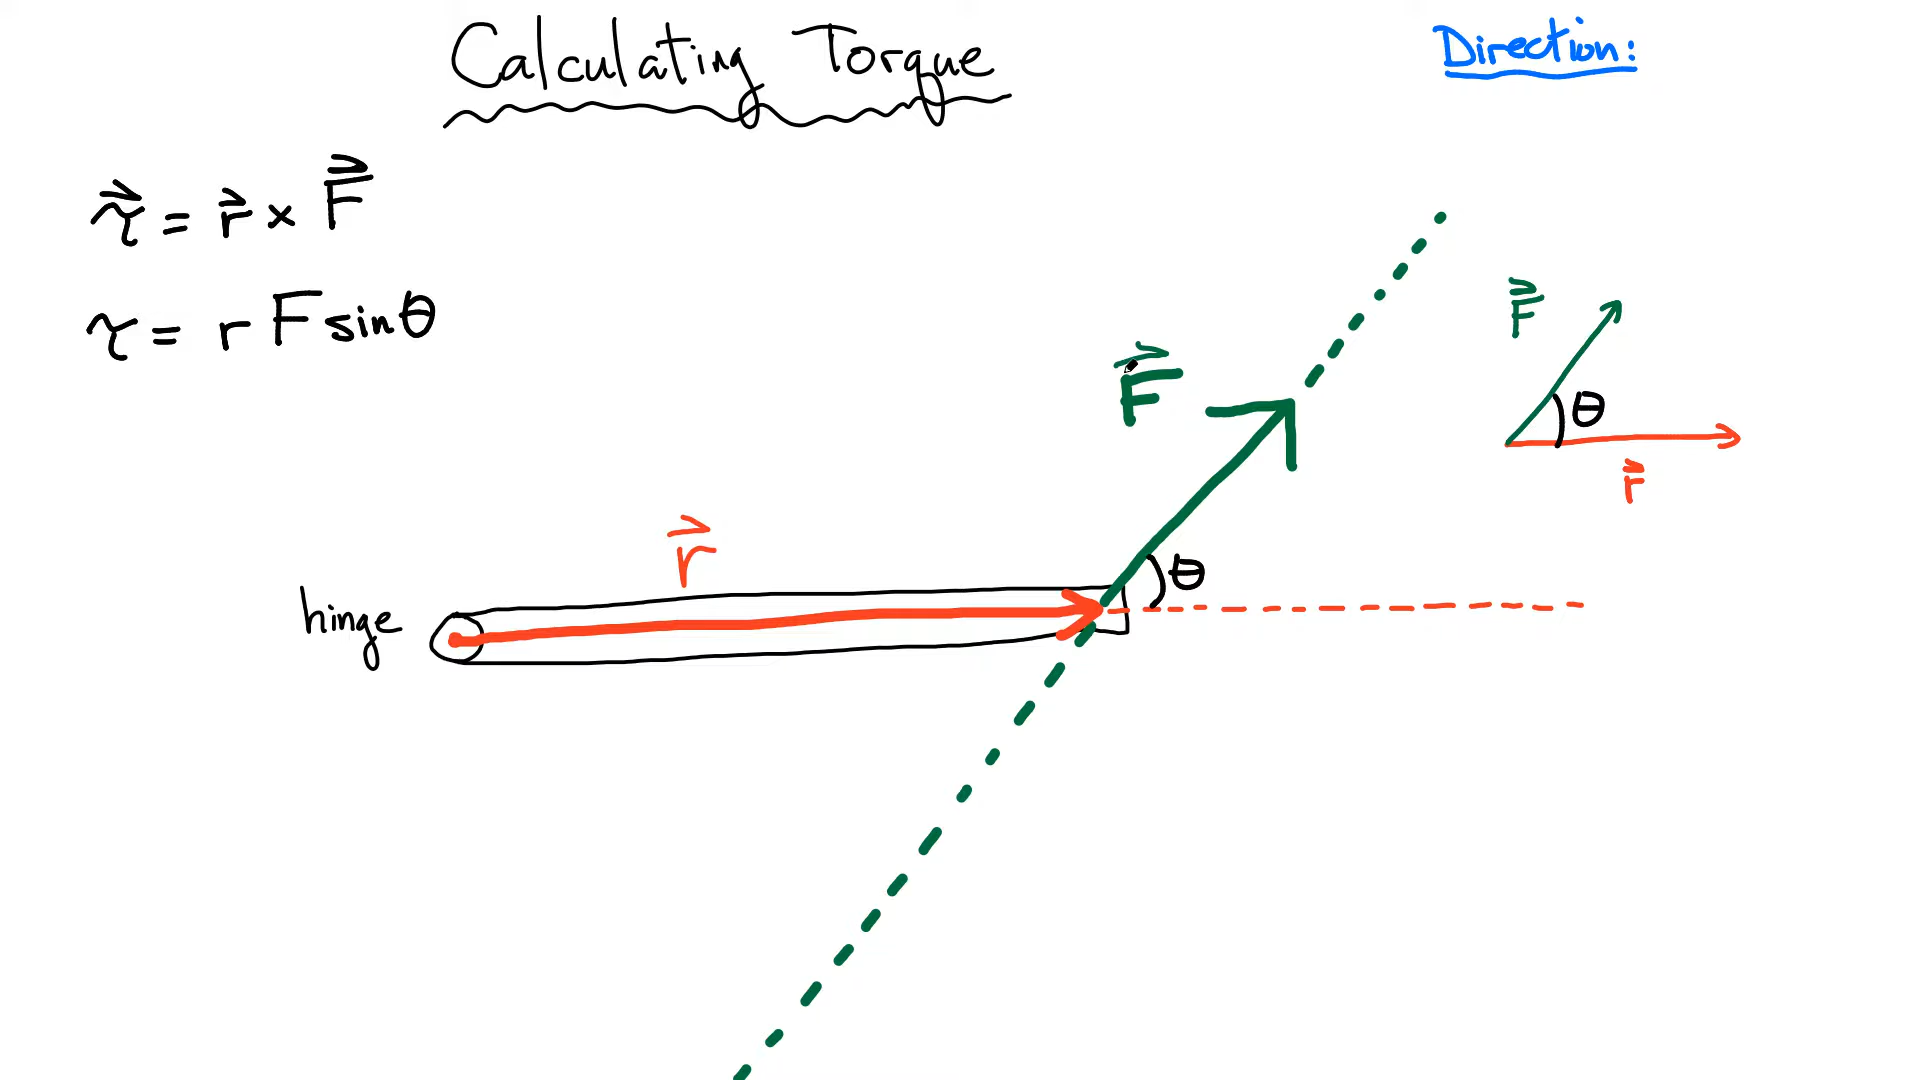 Calculating Torque
Direction:
τ⃗ = r⃗ × F⃗
τ = r F sinθ
F⃗
θ
r⃗
F⃗
θ
r⃗
hinge